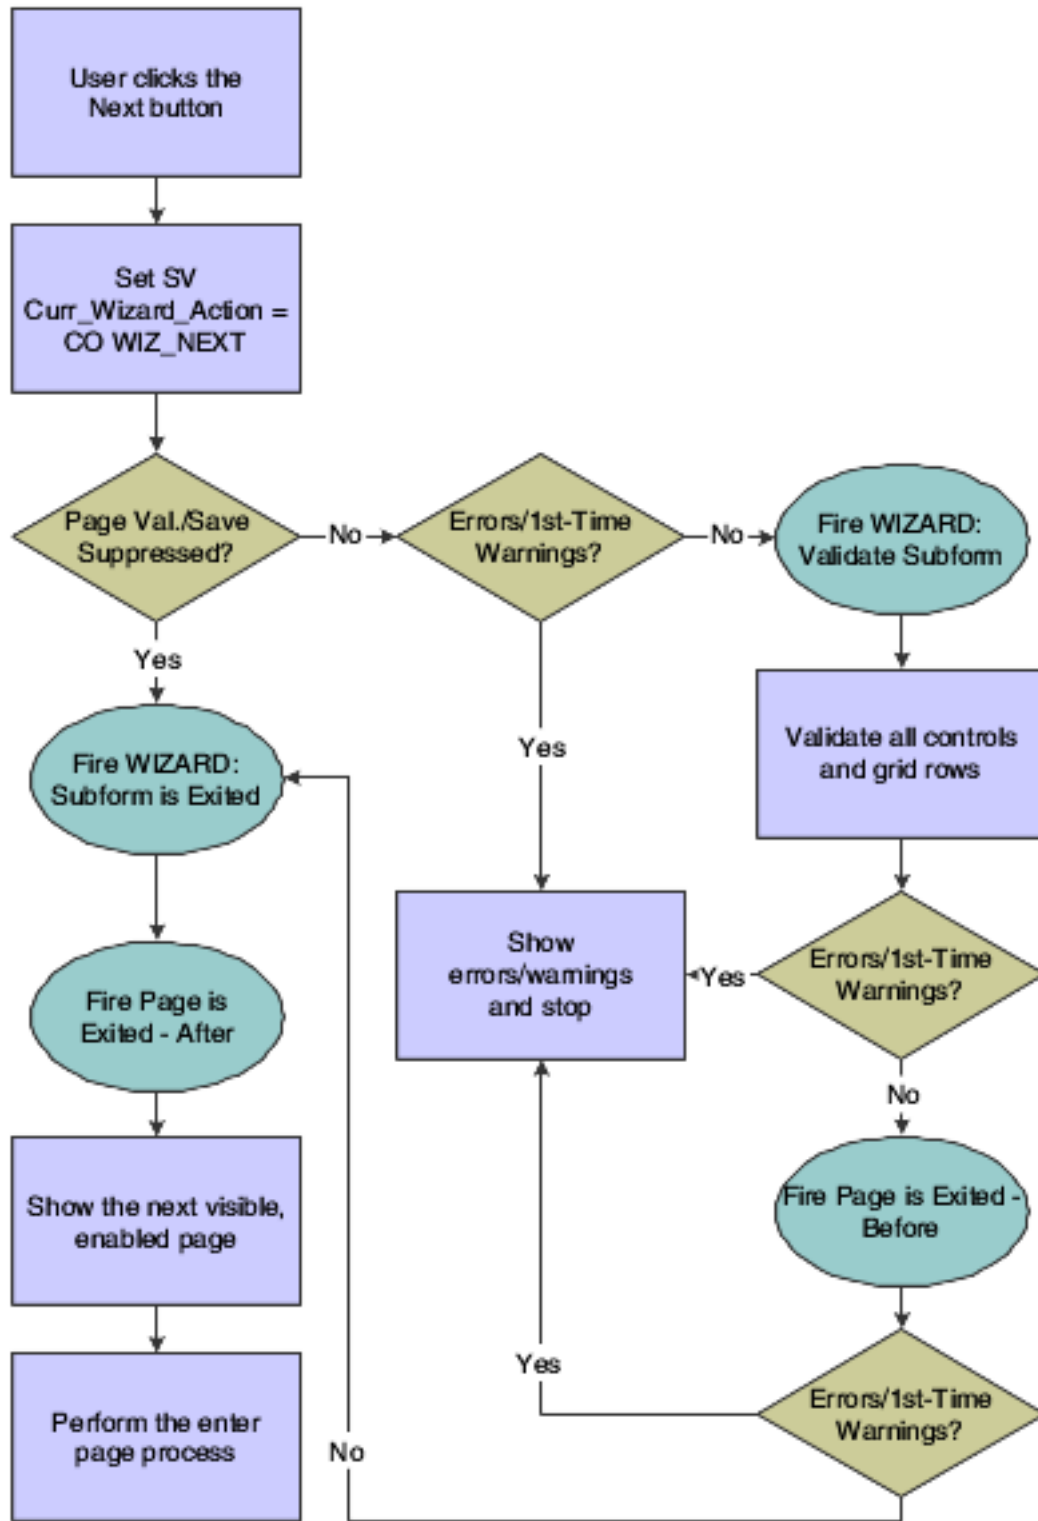 User clicks the
Next button
Set SV
Curr_Wizard_Action =
CO WIZ_NEXT
Page Val./Save
Suppressed?
No
Errors/1st-Time
Warnings?
No
Fire WIZARD:
Validate Subform
Yes
Yes
Validate all controls
and grid rows
Fire WIZARD:
Subform is Exited
Show
errors/warnings
and stop
Yes
Errors/1st-Time
Warnings?
Fire Page is
Exited - After
No
Show the next visible,
enabled page
Fire Page is Exited -
Before
Yes
Errors/1st-Time
Warnings?
Perform the enter
page process
No